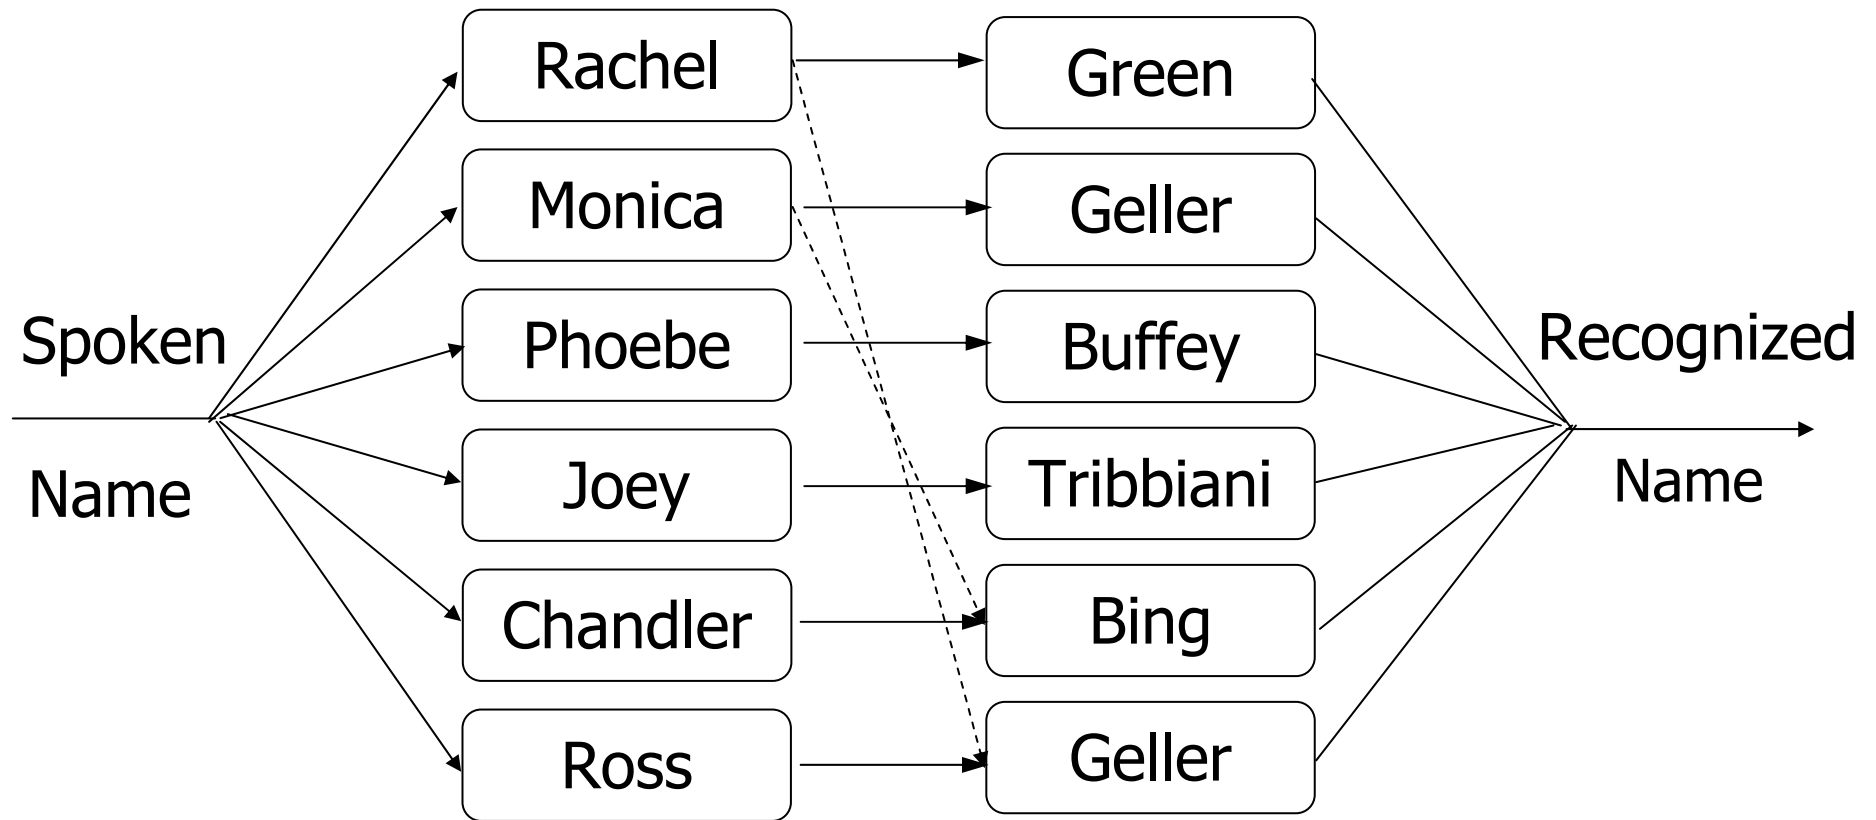 Spoken
Name
Rachel
Monica
Phoebe
Joey
Chandler
Ross
Green
Geller
Buffey
Tribbiani
Bing
Geller
Recognized
Name